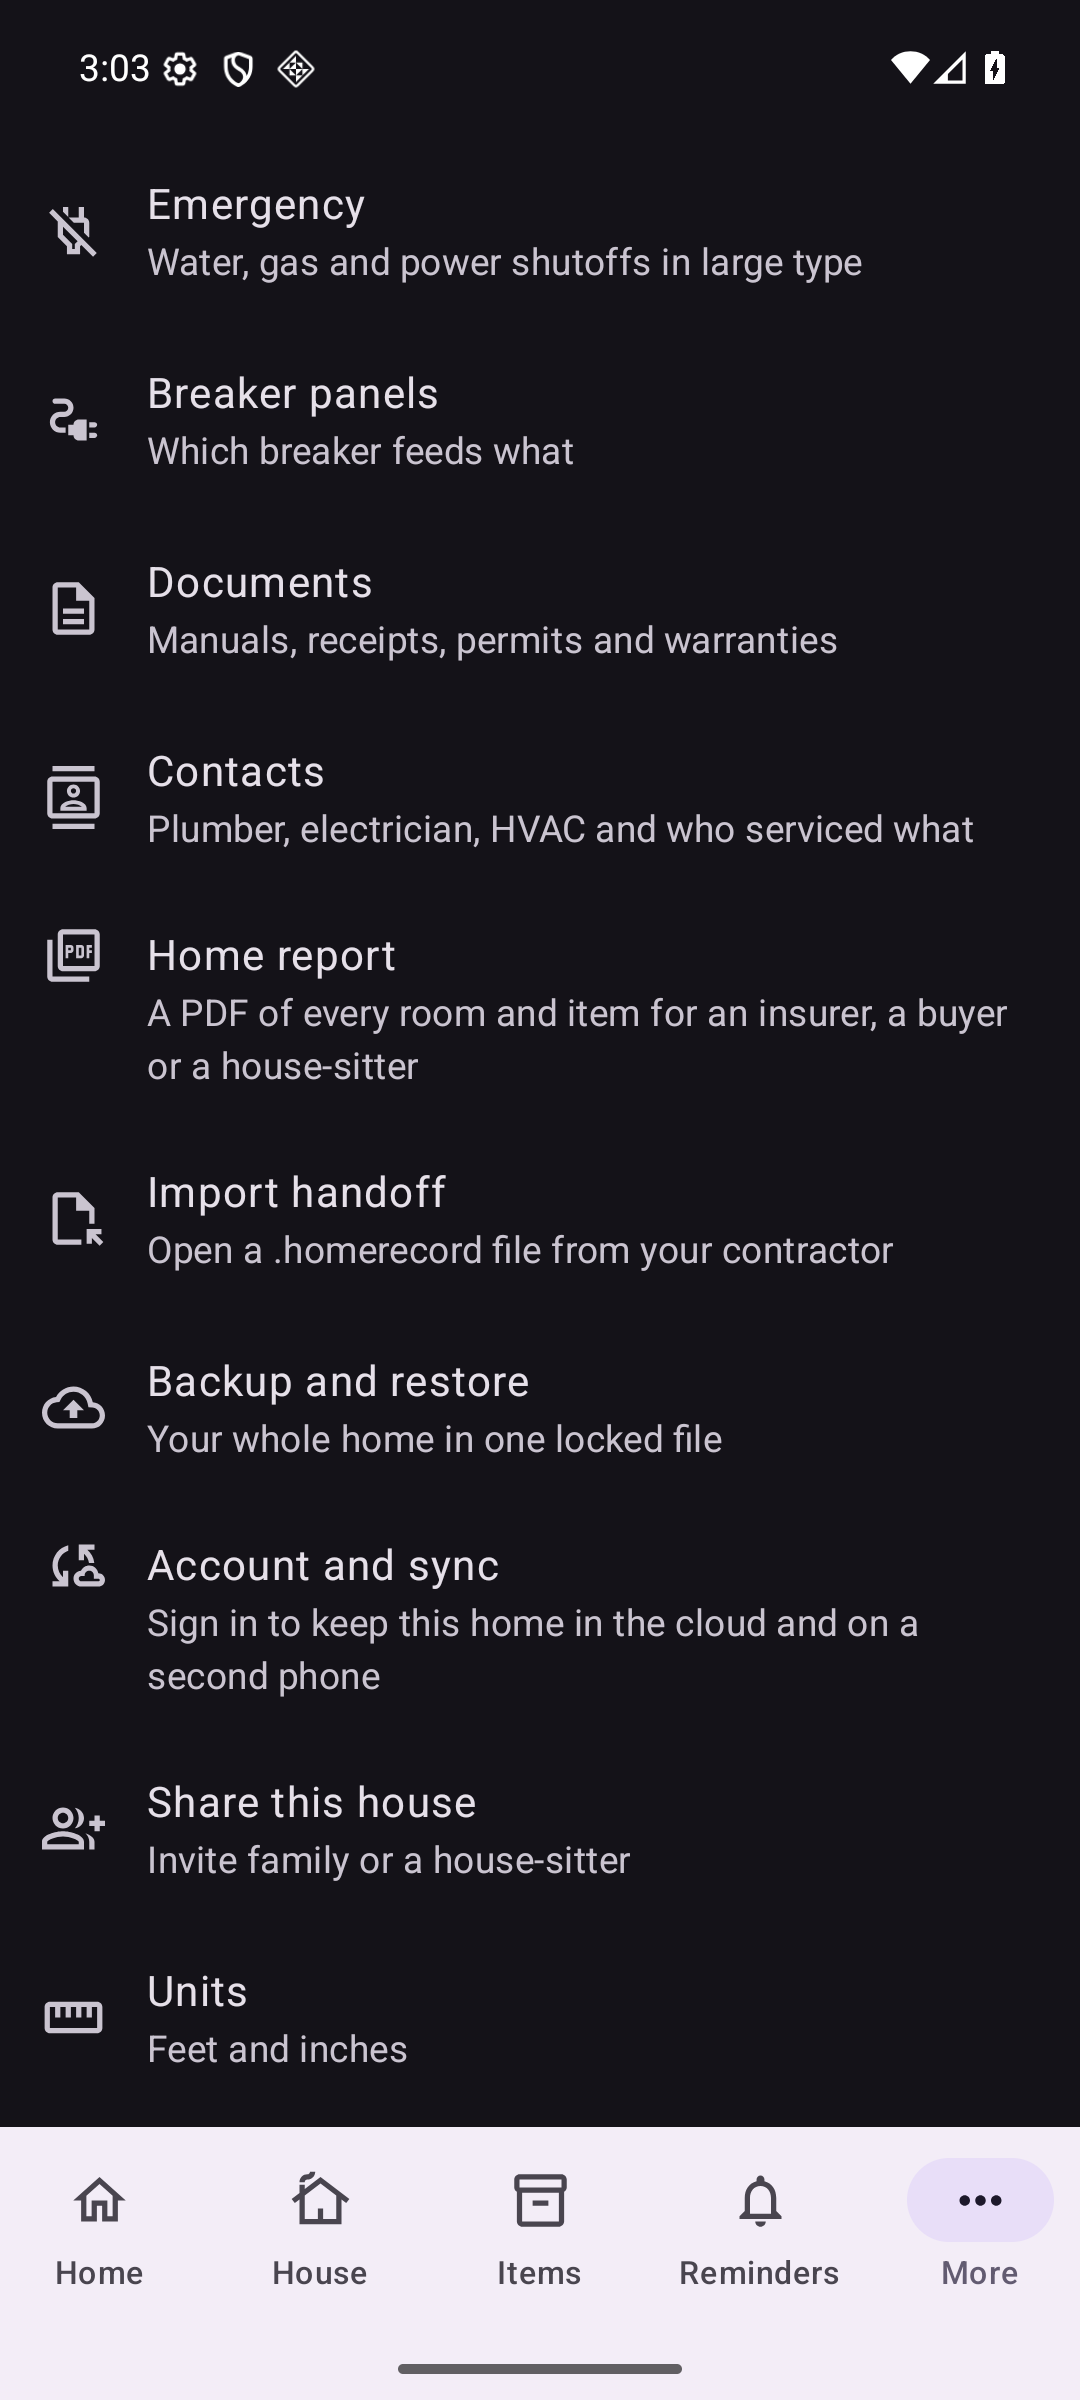 3:03
Emergency
Water, gas and power shutoffs in large type
Breaker panels
Which breaker feeds what
Documents
Manuals, receipts, permits and warranties
Contacts
Plumber, electrician, HVAC and who serviced what
PDF
Home report
A PDF of every room and item for an insurer, a buyer
or a house-sitter
Import handoff
Open a .homerecord file from your contractor
Backup and restore
Your whole home in one locked file
Account and sync
Sign in to keep this home in the cloud and on a
second phone
Share this house
Invite family or a house-sitter
Units
Feet and inches
Home House Items Reminders More